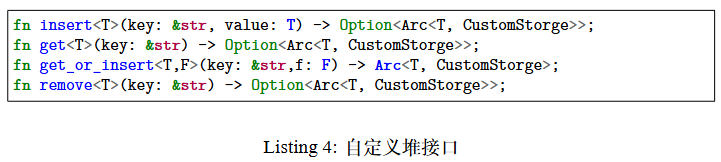 fn insert<T>(key: &str, value: T) -> Option<Arc<T, CustomStorge>>;
fn get<T>(key: &str) -> Option<Arc<T, CustomStorge>>;
fn get_or_insert<T,F>(key: &str,f: F) -> Arc<T, CustomStorge>;
fn remove<T>(key: &str) -> Option<Arc<T, CustomStorge>>;
Listing 4: 自定义堆接口